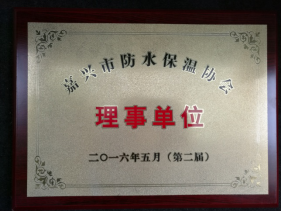 嘉兴市防水保温协会
理事单位
二〇一六年五月（第二届）